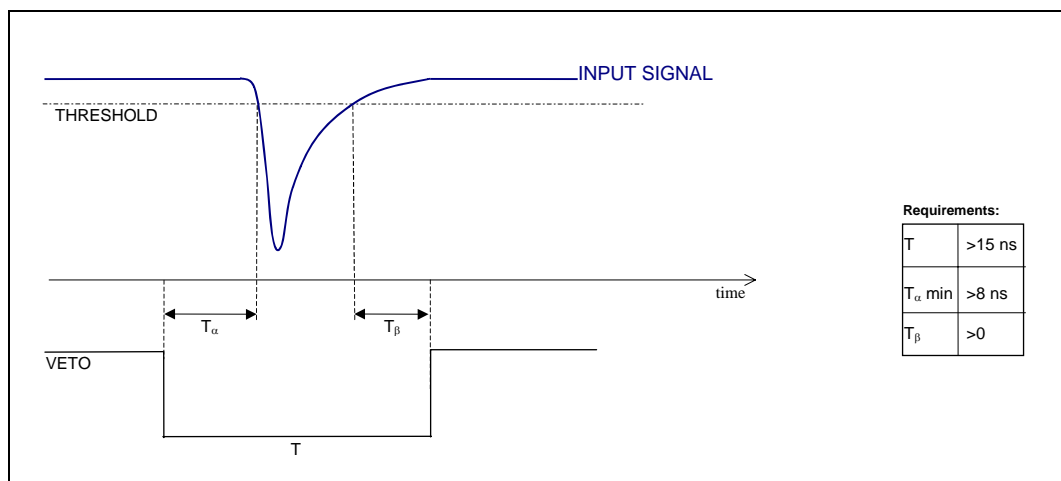 INPUT SIGNAL
THRESHOLD
time
Tα
Tβ
VETO
T
Requirements:
T >15 ns
Tα min >8 ns
Tβ >0